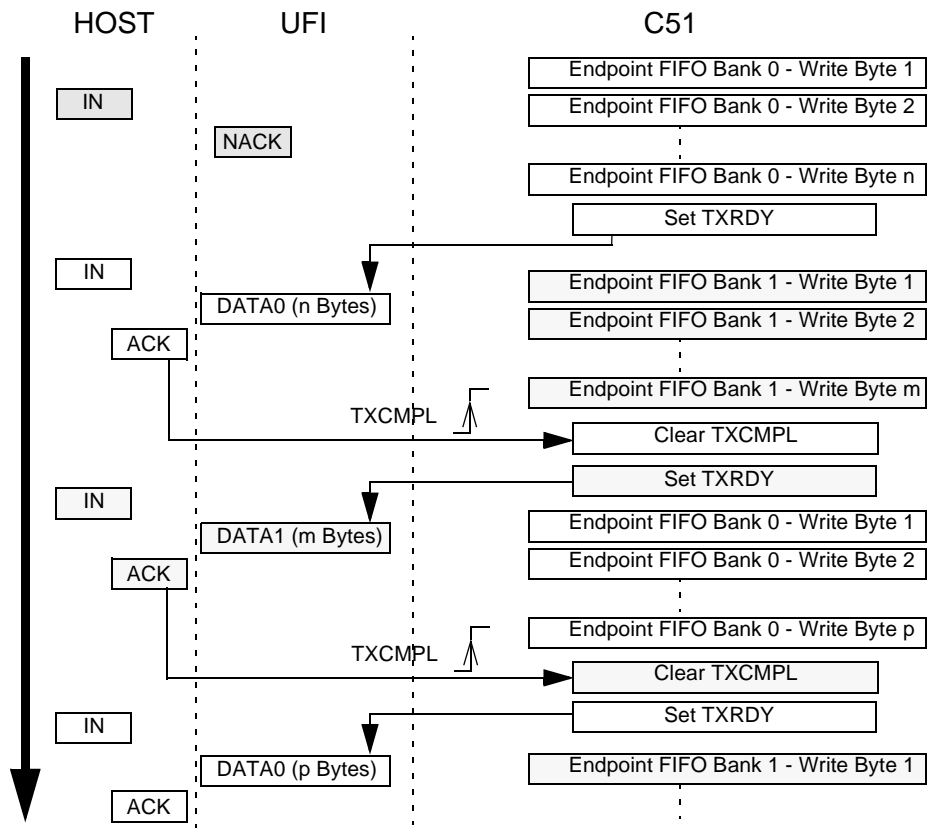 HOST UFI C51
Endpoint FIFO Bank 0 - Write Byte 1
IN
Endpoint FIFO Bank 0 - Write Byte 2
NACK
Endpoint FIFO Bank 0 - Write Byte n
Set TXRDY
IN
Endpoint FIFO Bank 1 - Write Byte 1
DATA0 (n Bytes)
Endpoint FIFO Bank 1 - Write Byte 2
ACK
Endpoint FIFO Bank 1 - Write Byte m
TXCMPL
Clear TXCMPL
Set TXRDY
IN
Endpoint FIFO Bank 0 - Write Byte 1
DATA1 (m Bytes)
Endpoint FIFO Bank 0 - Write Byte 2
ACK
Endpoint FIFO Bank 0 - Write Byte p
TXCMPL
Clear TXCMPL
Set TXRDY
IN
DATA0 (p Bytes)
Endpoint FIFO Bank 1 - Write Byte 1
ACK